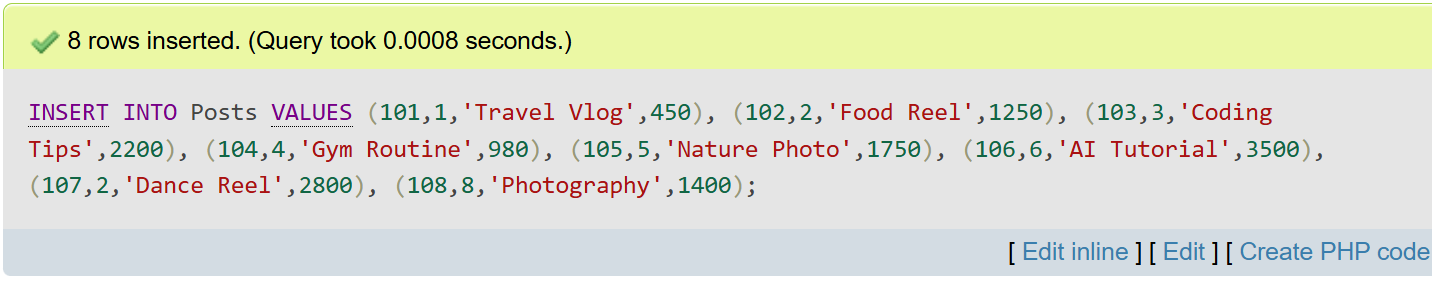 8 rows inserted. (Query took 0.0008 seconds.)
INSERT INTO Posts VALUES (101,1,'Travel Vlog',450), (102,2,'Food Reel',1250), (103,3,'Coding
Tips',2200), (104,4,'Gym Routine',980), (105,5,'Nature Photo',1750), (106,6,'AI Tutorial',3500),
(107,2,'Dance Reel',2800), (108,8,'Photography',1400);
[ Edit inline ] [ Edit ] [ Create PHP code